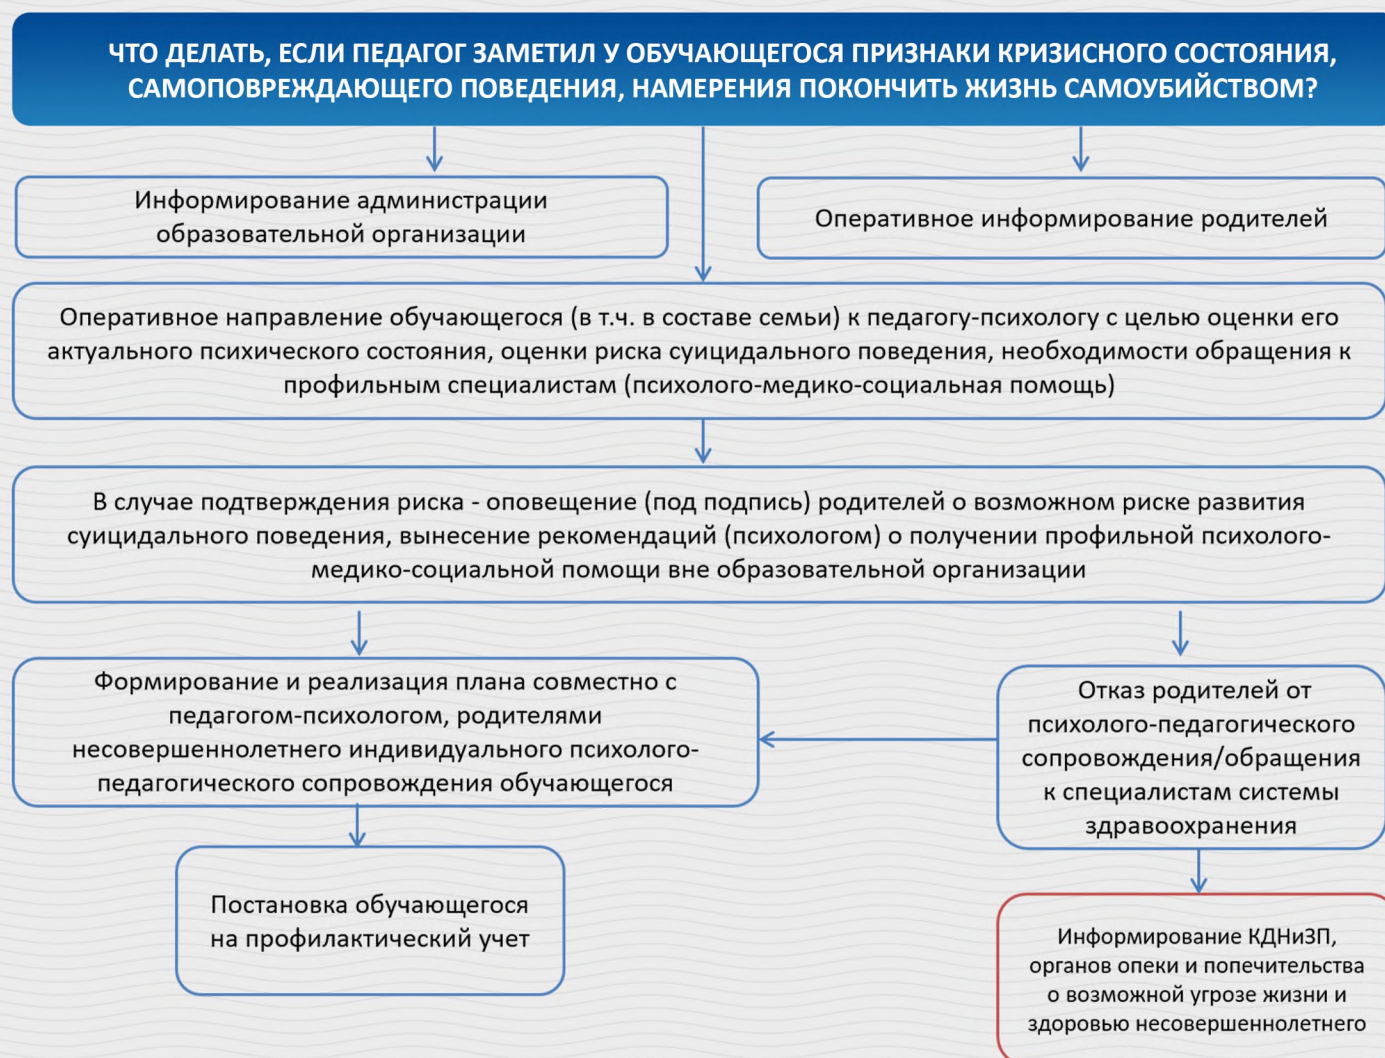 ЧТО ДЕЛАТЬ, ЕСЛИ ПЕДАГОГ ЗАМЕТИЛ У ОБУЧАЮЩЕГОСЯ ПРИЗНАКИ КРИЗИСНОГО СОСТОЯНИЯ,
САМОПОВРЕЖДАЮЩЕГО ПОВЕДЕНИЯ, НАМЕРЕНИЯ ПОКОНЧИТЬ ЖИЗНЬ САМОУБИЙСТВОМ?
Информирование администрации
образовательной организации
Оперативное информирование родителей
Оперативное направление обучающегося (в т.ч. в составе семьи) к педагогу-психологу с целью оценки его
актуального психического состояния, оценки риска суицидального поведения, необходимости обращения к
профильным специалистам (психолого-медико-социальная помощь)
В случае подтверждения риска - оповещение (под подпись) родителей о возможном риске развития
суицидального поведения, вынесение рекомендаций (психологом) о получении профильной психолого-
медико-социальной помощи вне образовательной организации
Формирование и реализация плана совместно с
педагогом-психологом, родителями
несовершеннолетнего индивидуального психолого-
педагогического сопровождения обучающегося
Отказ родителей от
психолого-педагогического
сопровождения/обращения
к специалистам системы
здравоохранения
Постановка обучающегося
на профилактический учет
Информирование КДНиЗП,
органов опеки и попечительства
о возможной угрозе жизни и
здоровью несовершеннолетнего